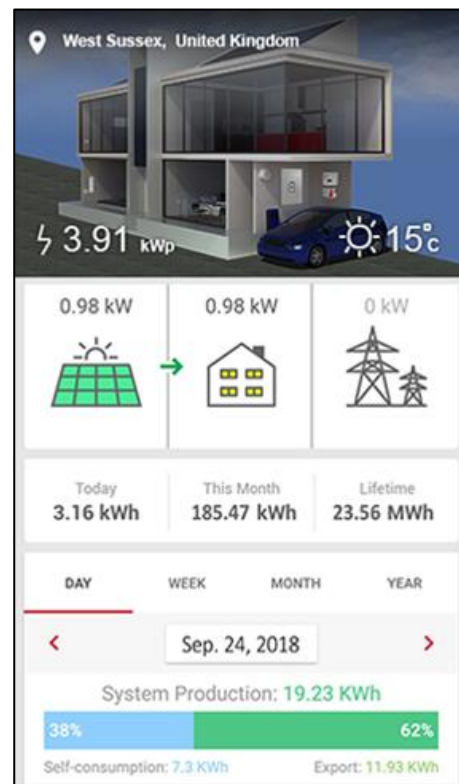 West Sussex, United Kingdom
3.91 kWp
15°c
0.98 kW 0.98 kW 0 kW
Today This Month Lifetime
3.16 kWh 185.47 kWh 23.56 MWh
DAY WEEK MONTH YEAR
< Sep. 24, 2018 >
System Production: 19.23 KWh
38% 62%
Self-consumption: 7.3 KWh Export: 11.93 KWh